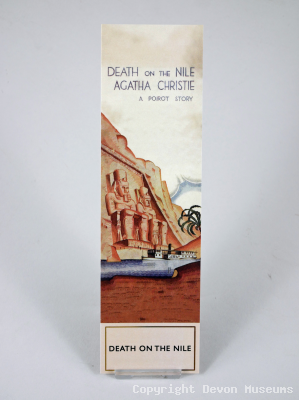 DEATH ON THE NILE
AGATHA CHRISTIE
A POIROT STORY
DEATH ON THE NILE
Copyright Devon Museums